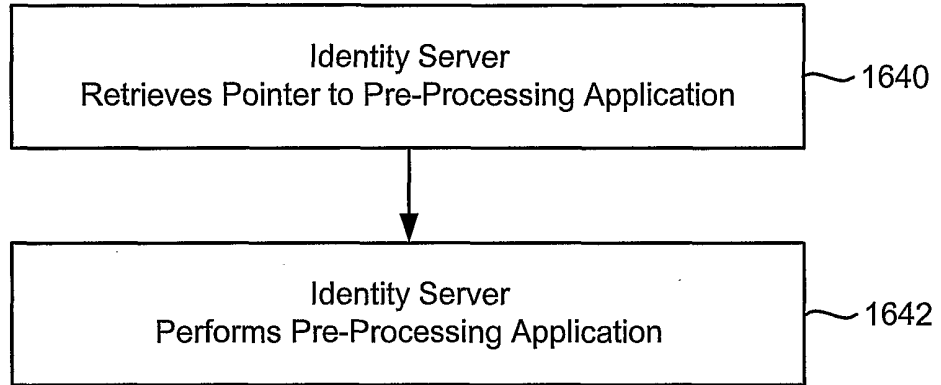 Identity Server
Retrieves Pointer to Pre-Processing Application
1640
Identity Server
Performs Pre-Processing Application
1642